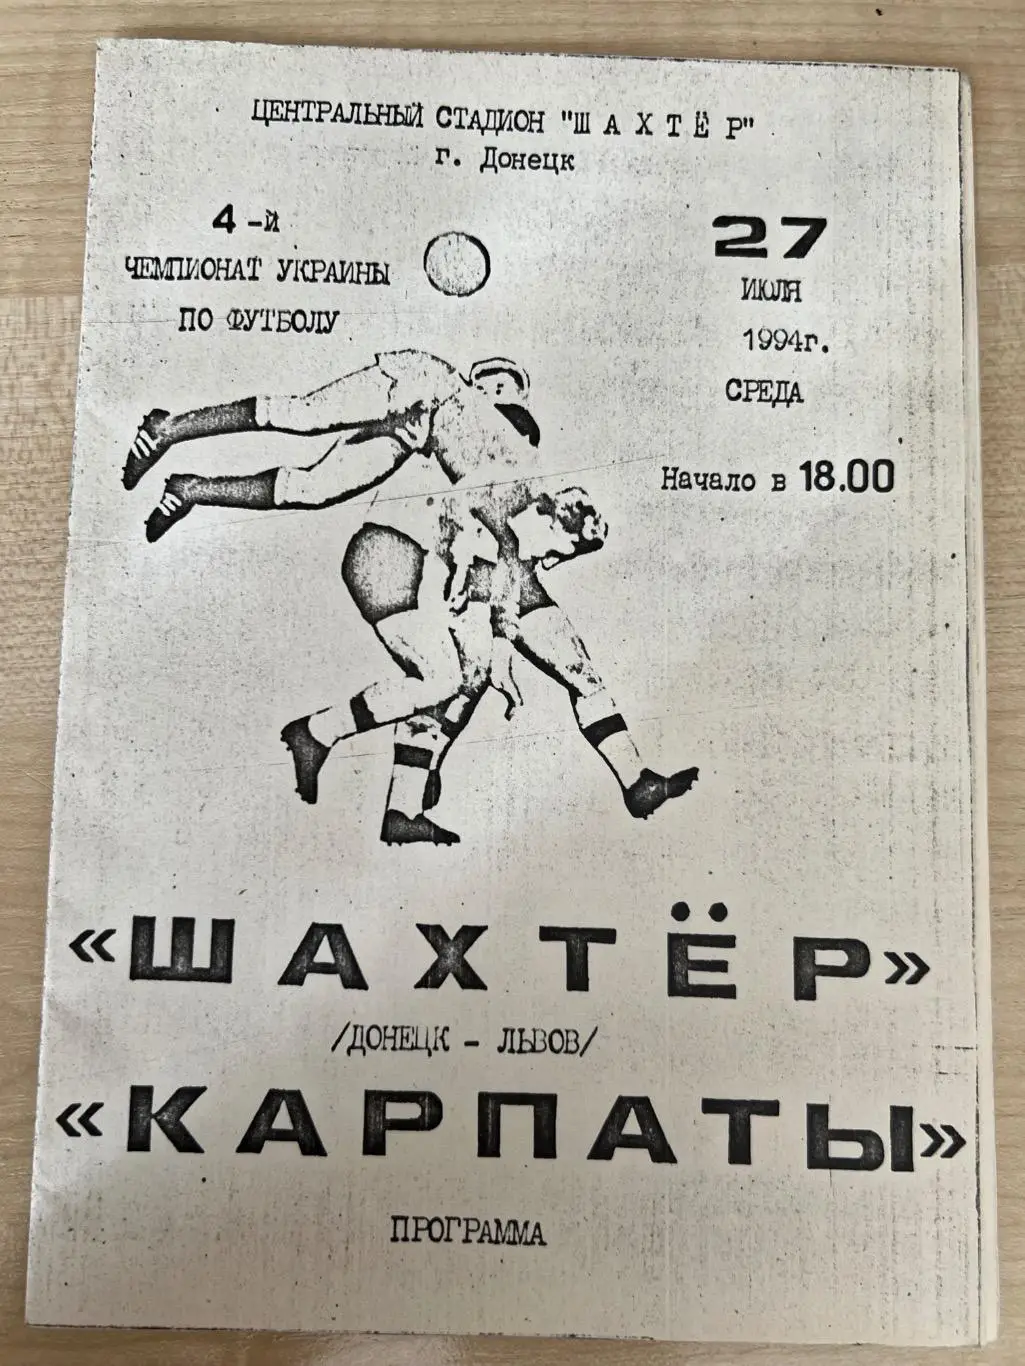 ЦЕНТРАЛЬНЫЙ СТАДИОН "Ш А Х Т Ё Р"
г. Донецк
4-й
ЧЕМПИОНАТ УКРАИНЫ
ПО ФУТБОЛУ
27
ИЮЛЯ
1994г.
СРЕДА
Начало в 18.00
«ШАХТЁР»
/ДОНЕЦК - ЛЬВОВ/
«КАРПАТЫ»
ПРОГРАММА